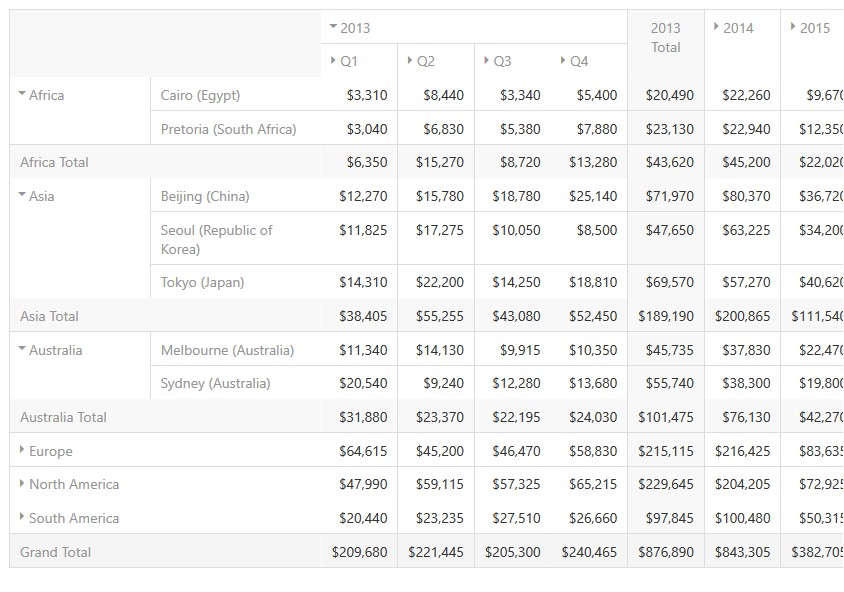 2013 2013 Total 2014 2015
Q1 Q2 Q3 Q4
Africa Cairo (Egypt) $3,310 $8,440 $3,340 $5,400 $20,490 $22,260 $9,670
Pretoria (South Africa) $3,040 $6,830 $5,380 $7,880 $23,130 $22,940 $12,350
Africa Total $6,350 $15,270 $8,720 $13,280 $43,620 $45,200 $22,020
Asia Beijing (China) $12,270 $15,780 $18,780 $25,140 $71,970 $80,370 $36,720
Seoul (Republic of Korea) $11,825 $17,275 $10,050 $8,500 $47,650 $63,225 $34,200
Tokyo (Japan) $14,310 $22,200 $14,250 $18,810 $69,570 $57,270 $40,620
Asia Total $38,405 $55,255 $43,080 $52,450 $189,190 $200,865 $111,540
Australia Melbourne (Australia) $11,340 $14,130 $9,915 $10,350 $45,735 $37,830 $22,470
Sydney (Australia) $20,540 $9,240 $12,280 $13,680 $55,740 $38,300 $19,800
Australia Total $31,880 $23,370 $22,195 $24,030 $101,475 $76,130 $42,270
Europe $64,615 $45,200 $46,470 $58,830 $215,115 $216,425 $83,635
North America $47,990 $59,115 $57,325 $65,215 $229,645 $204,205 $72,925
South America $20,440 $23,235 $27,510 $26,660 $97,845 $100,480 $50,315
Grand Total $209,680 $221,445 $205,300 $240,465 $876,890 $843,305 $382,705